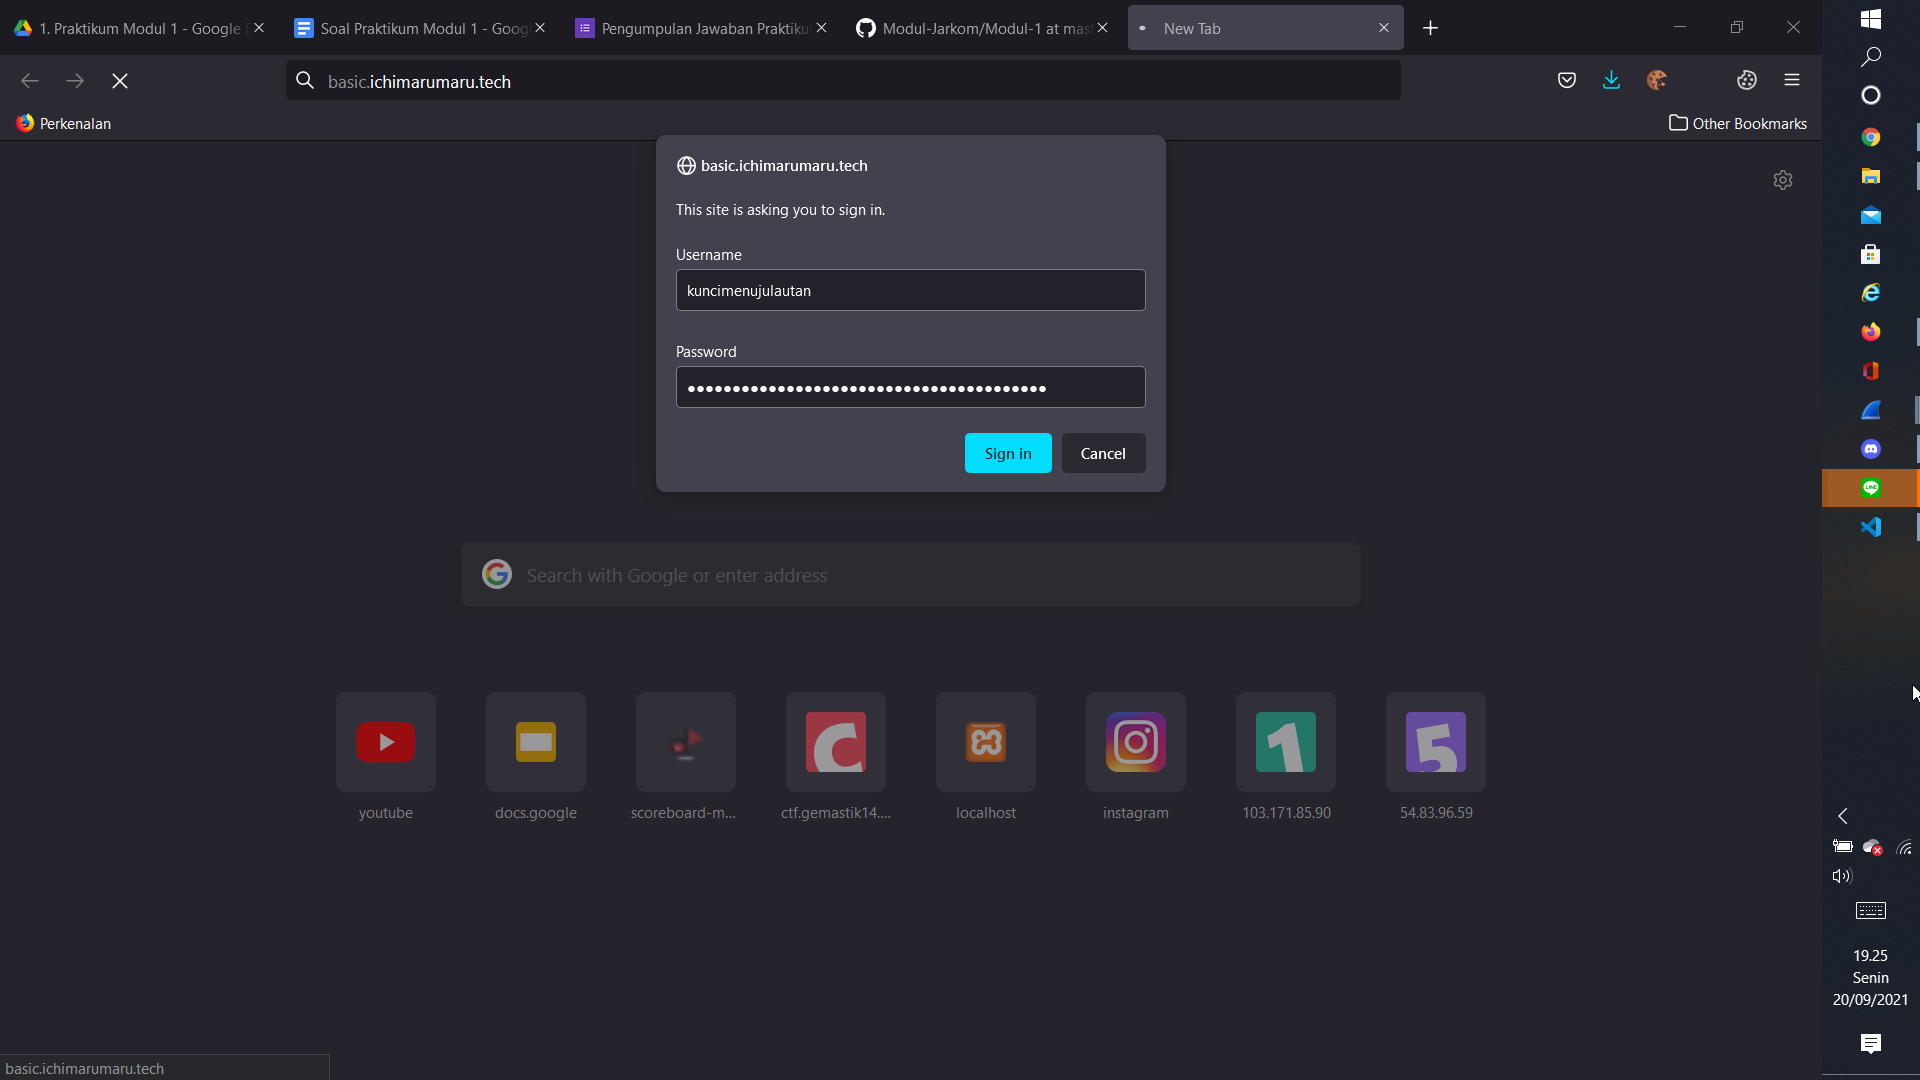 1. Praktikum Modul 1 - Google D
Soal Praktikum Modul 1 - Goog
Pengumpulan Jawaban Praktiku
Modul-Jarkom/Modul-1 at mas
New Tab
basic.ichimarumaru.tech
Perkenalan
Other Bookmarks
basic.ichimarumaru.tech
This site is asking you to sign in.
Username
kuncimenujulautan
Password
Sign in
Cancel
Search with Google or enter address
youtube
docs.google
scoreboard-m...
ctf.gemastik14....
localhost
instagram
103.171.85.90
54.83.96.59
LINE
19.25
Senin
20/09/2021
basic.ichimarumaru.tech